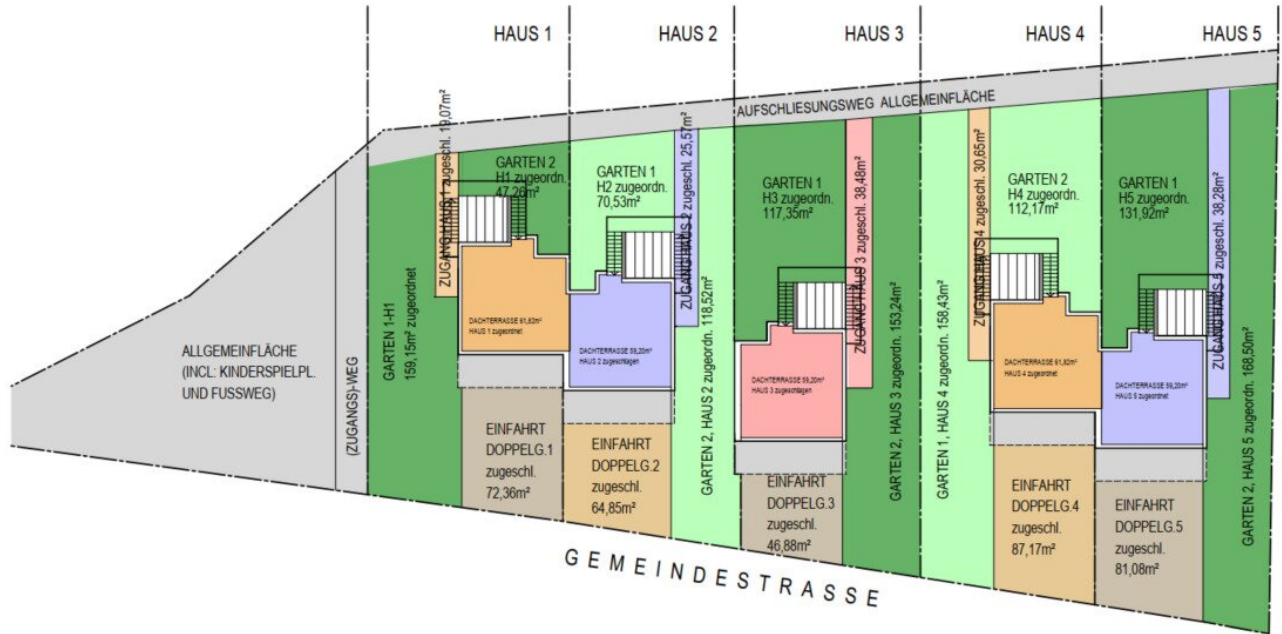 HAUS 1
HAUS 2
HAUS 3
HAUS 4
HAUS 5
AUFSCHLIESUNGSWEG ALLGEMEINFLÄCHE
ALLGEMEINFLÄCHE
(INCL: KINDERSPIELPL.
UND FUSSWEG)
(ZUGANGS)-WEG
GARTEN 1-H1
159,15m² zugeordnet
ZUGANG HAUS 1 zugeschl. 19,07m²
GARTEN 2
H1 zugeordn.
47,26m²
DACHTERRASSE 61,82m²
HAUS 1 zugeordnet
EINFAHRT
DOPPELG.1
zugeschl.
72,36m²
GARTEN 1
H2 zugeordn.
70,53m²
ZUGANG HAUS 2 zugeschl. 25,57m²
DACHTERRASSE 59,20m²
HAUS 2 zugeschlagen
EINFAHRT
DOPPELG.2
zugeschl.
64,85m²
GARTEN 2, HAUS 2 zugeordn. 118,52m²
GARTEN 1
H3 zugeordn.
117,35m²
ZUGANG HAUS 3 zugeschl. 38,48m²
DACHTERRASSE 59,20m²
HAUS 3 zugeschlagen
EINFAHRT
DOPPELG.3
zugeschl.
46,88m²
GARTEN 2, HAUS 3 zugeordn. 153,24m²
GARTEN 1, HAUS 4 zugeordn. 158,43m²
ZUGANG HAUS 4 zugeschl. 30,65m²
GARTEN 2
H4 zugeordn.
112,17m²
DACHTERRASSE 61,82m²
HAUS 4 zugeordnet
EINFAHRT
DOPPELG.4
zugeschl.
87,17m²
GARTEN 1
H5 zugeordn.
131,92m²
ZUGANG HAUS 5 zugeschl. 38,28m²
DACHTERRASSE 59,20m²
HAUS 5 zugeordnet
EINFAHRT
DOPPELG.5
zugeschl.
81,08m²
GARTEN 2, HAUS 5 zugeordn. 168,50m²
GEMEINDESTRASSE